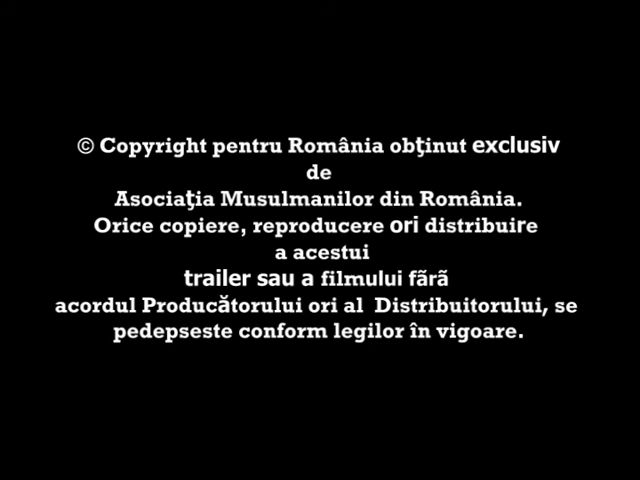 © Copyright pentru România obţinut exclusiv
de
Asociaţia Musulmanilor din România.
Orice copiere, reproducere ori distribuire
a acestui
trailer sau a filmului fãrã
acordul Producătorului ori al Distribuitorului, se
pedepseste conform legilor în vigoare.